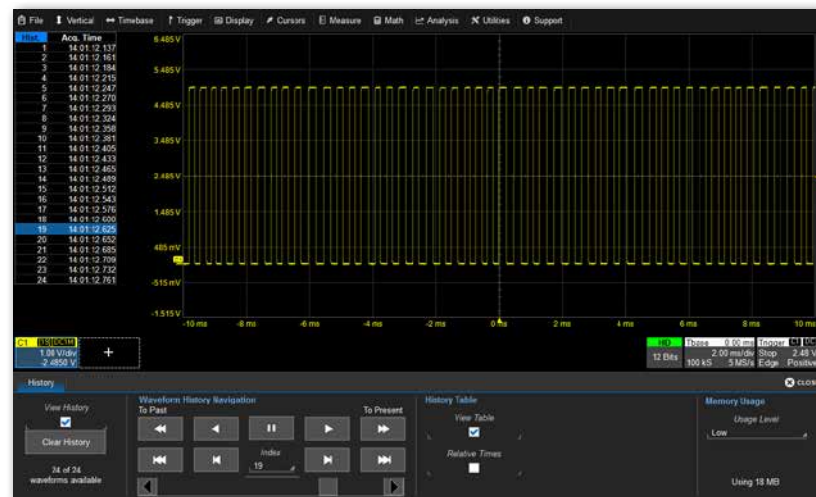 File Vertical Timebase Trigger Display Cursors Measure Math Analysis Utilities Support
Hist. Acq. Time
1 14:01:12.137
2 14:01:12.161
3 14:01:12.184
4 14:01:12.215
5 14:01:12.247
6 14:01:12.270
7 14:01:12.293
8 14:01:12.324
9 14:01:12.358
10 14:01:12.381
11 14:01:12.405
12 14:01:12.433
13 14:01:12.465
14 14:01:12.489
15 14:01:12.512
16 14:01:12.543
17 14:01:12.576
18 14:01:12.600
19 14:01:12.625
20 14:01:12.652
21 14:01:12.685
22 14:01:12.709
23 14:01:12.732
24 14:01:12.761
6.485 V
5.485 V
4.485 V
3.485 V
2.485 V
1.485 V
485 mV
C1
-515 mV
-1.515 V
-10 ms -8 ms -6 ms -4 ms -2 ms 0 ms 2 ms 4 ms 6 ms 8 ms 10 ms
C1 DC1M
1.00 V/div
-2.4850 V
+
HD
12 Bits
Tbase 0.00 ms
2.00 ms/div
100 kS 5 MS/s
Trigger C1 DC
Stop 2.48 V
Edge Positive
History
CLOS
View History
Clear History
24 of 24
waveforms available
Waveform History Navigation
To Past To Present
Index
19
History Table
View Table
Relative Times
Memory Usage
Usage Level
Low
Using 18 MB